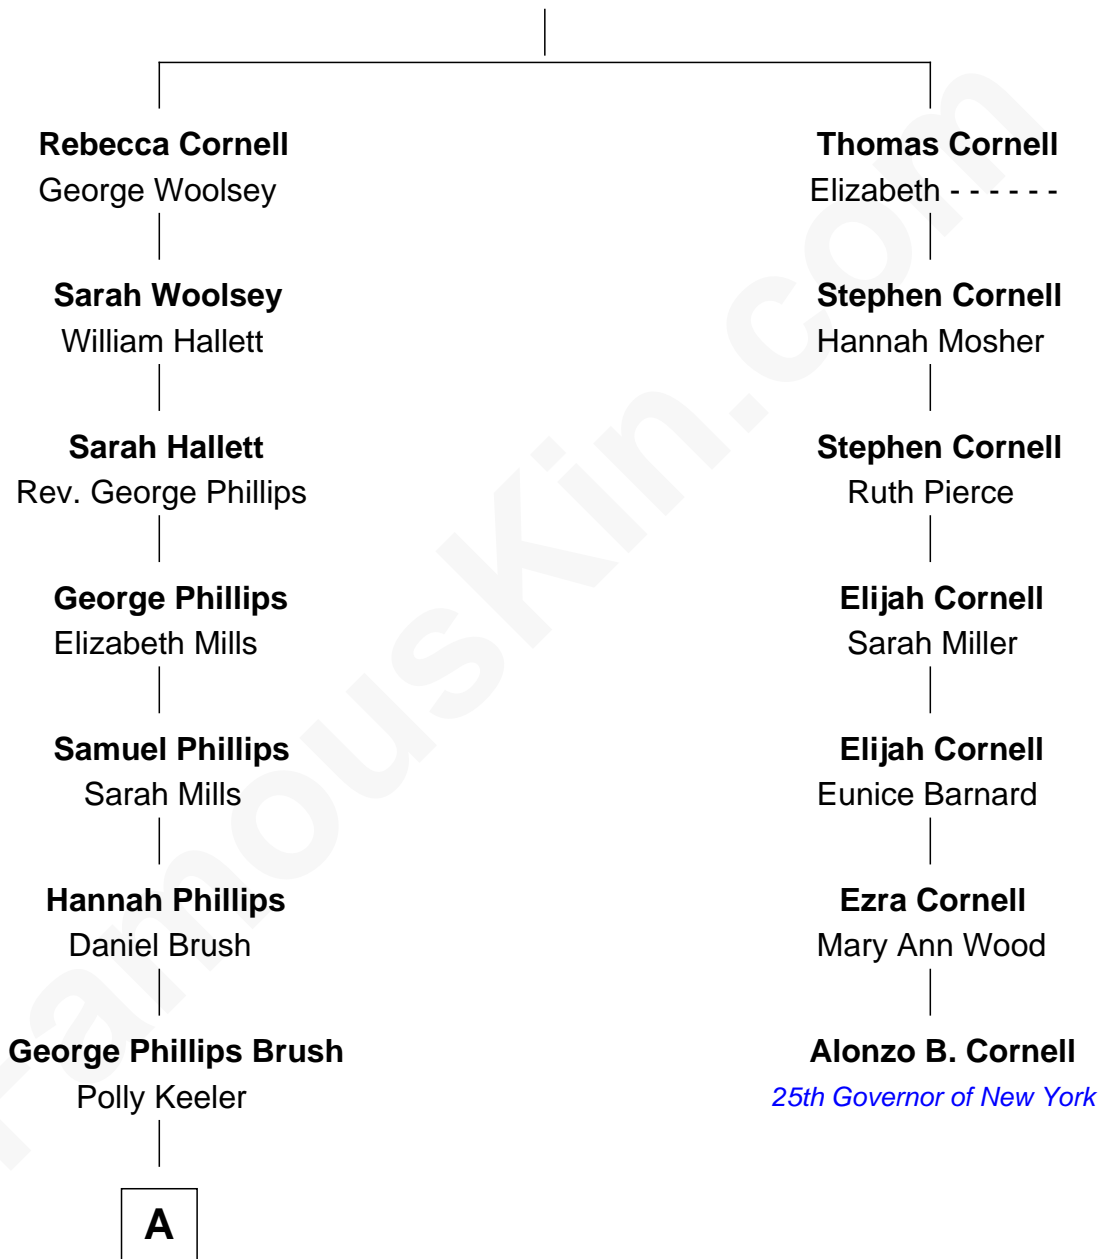 Rebecca Cornell
George Woolsey
Thomas Cornell
Elizabeth - - - - - -
Sarah Woolsey
William Hallett
Stephen Cornell
Hannah Mosher
Sarah Hallett
Rev. George Phillips
Stephen Cornell
Ruth Pierce
George Phillips
Elizabeth Mills
Elijah Cornell
Sarah Miller
Samuel Phillips
Sarah Mills
Elijah Cornell
Eunice Barnard
Hannah Phillips
Daniel Brush
Ezra Cornell
Mary Ann Wood
George Phillips Brush
Polly Keeler
Alonzo B. Cornell
25th Governor of New York
A
FamousKin.com